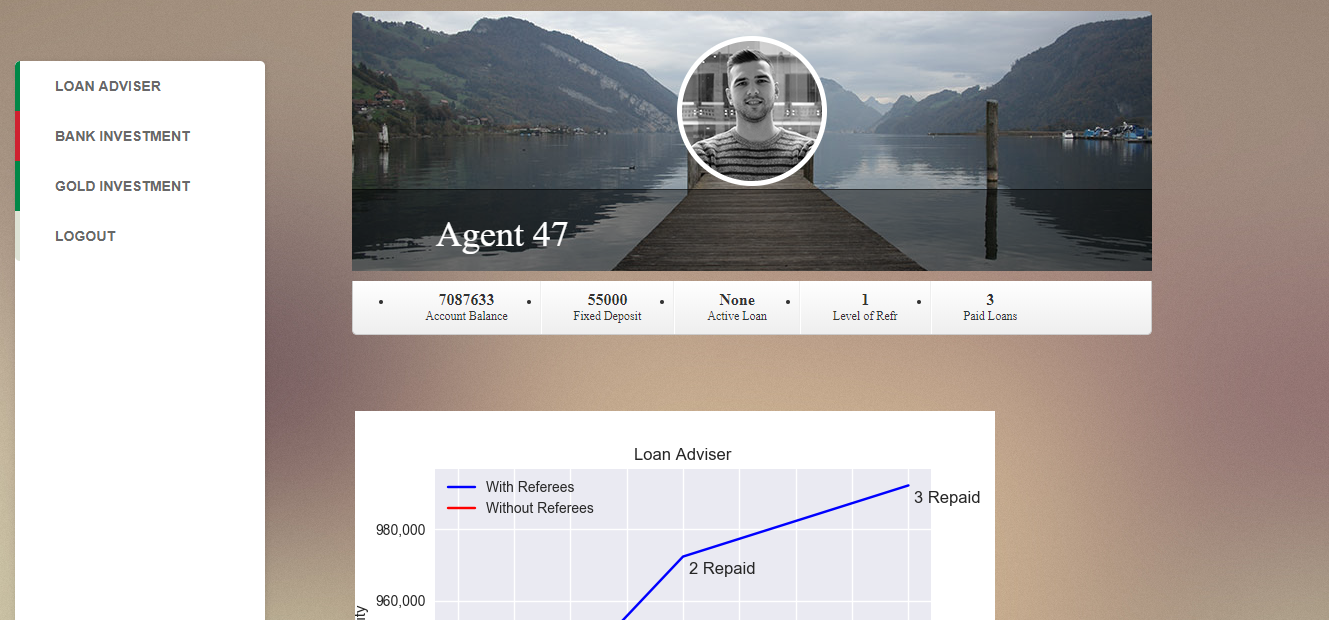 LOAN ADVISER
BANK INVESTMENT
GOLD INVESTMENT
LOGOUT
Agent 47
7087633
Account Balance
55000
Fixed Deposit
None
Active Loan
1
Level of Refr
3
Paid Loans
Loan Adviser
With Referees
Without Referees
3 Repaid
980,000
2 Repaid
960,000